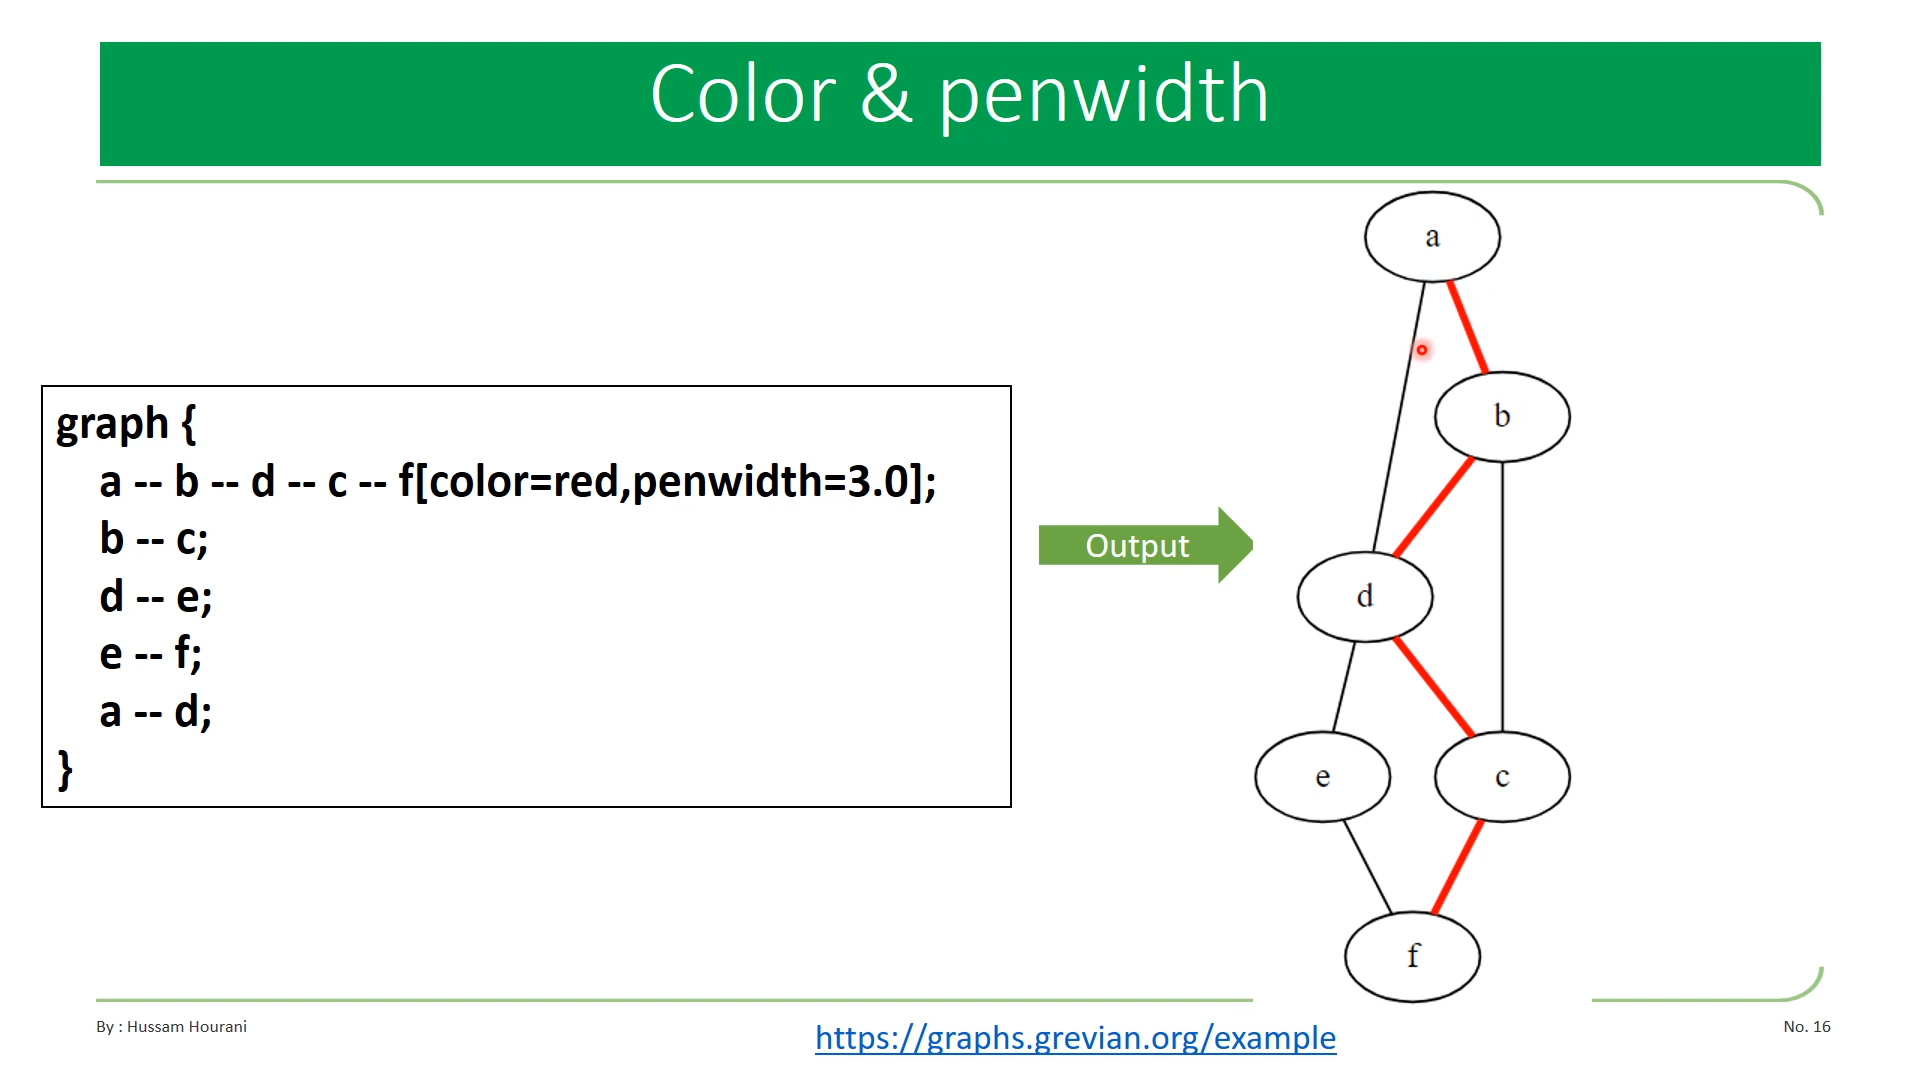 Color & penwidth
graph {
a -- b -- d -- c -- f[color=red,penwidth=3.0];
b -- c;
d -- e;
e -- f;
a -- d;
}
Output
a
b
d
e
c
f
By : Hussam Hourani
https://graphs.grevian.org/example
No. 16